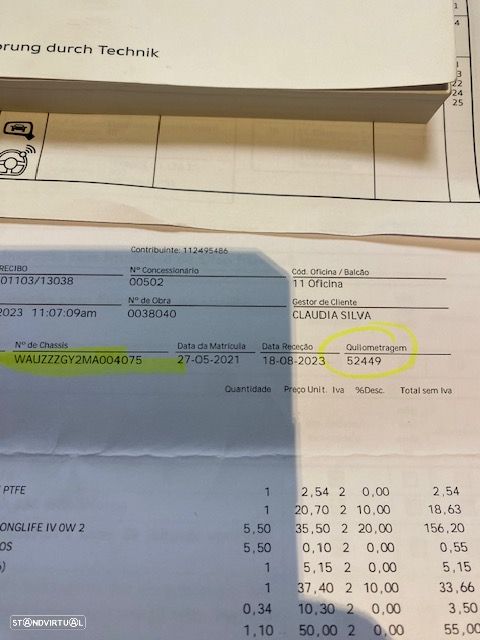 prung durch Technik
1
4
3
22
24
25
Contribuinte: 112495486
RECIBO Nº Concessionário Cód. Oficina / Balcão
01103/13038 00502 11 Oficina
Nº de Obra Gestor de Cliente
2023 11:07:09am 0038040 CLAUDIA SILVA
Nº de Chassis Data da Matrícula Data Receção Quilometragem
WAUZZZGY2MA004075 27-05-2021 18-08-2023 52449
Quantidade Preço Unit. Iva %Desc. Total sem Iva
PTFE 1 2,54 2 0,00 2,54
1 20,70 2 10,00 18,63
ONGLIFE IV 0W 2 5,50 35,50 2 20,00 156,20
OS 5,50 0,10 2 0,00 0,55
) 1 5,15 2 0,00 5,15
1 37,40 2 10,00 33,66
0,34 10,30 2 0,00 3,50
1,10 50,00 2 0,00 55,00
STANDVIRTUAL